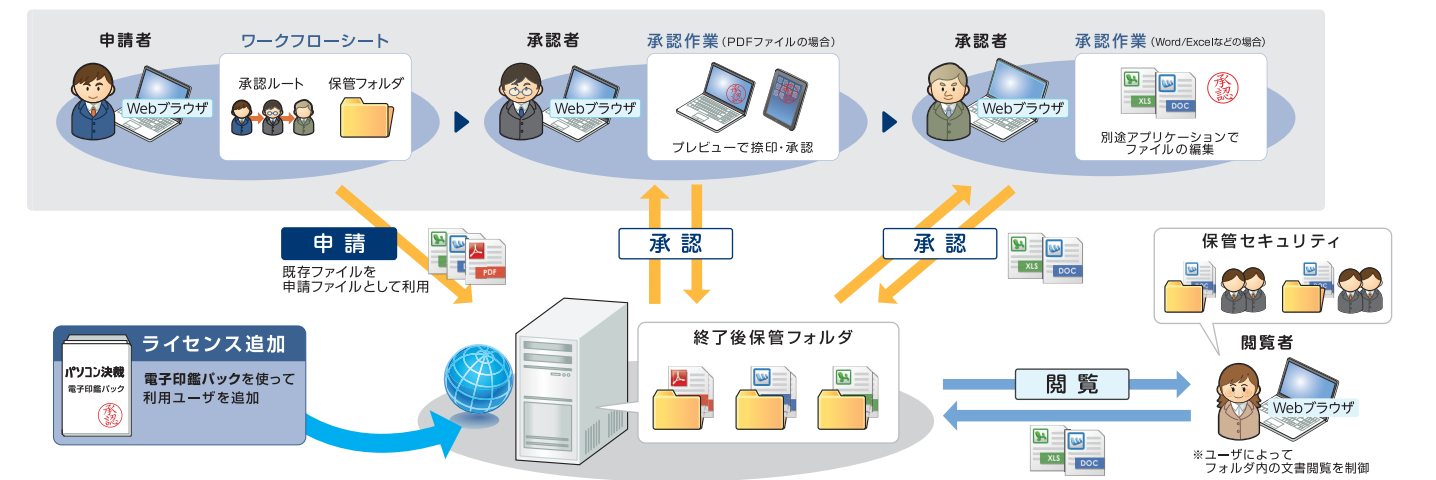 申請者
ワークフローシート
承認ルート
保管フォルダ
Webブラウザ
承認者
承認作業(PDFファイルの場合)
Webブラウザ
承認
プレビューで捺印・承認
承認者
承認作業(Word/Excelなどの場合)
Webブラウザ
XLS
DOC
承認
別途アプリケーションで
ファイルの編集
申請
既存ファイルを
申請ファイルとして利用
PDF
承認
承認
XLS
DOC
保管セキュリティ
ライセンス追加
パソコン決裁
電子印鑑パック
承認
電子印鑑パックを使って
利用ユーザを追加
終了後保管フォルダ
閲覧
XLS
DOC
閲覧者
Webブラウザ
※ユーザによって
フォルダ内の文書閲覧を制御